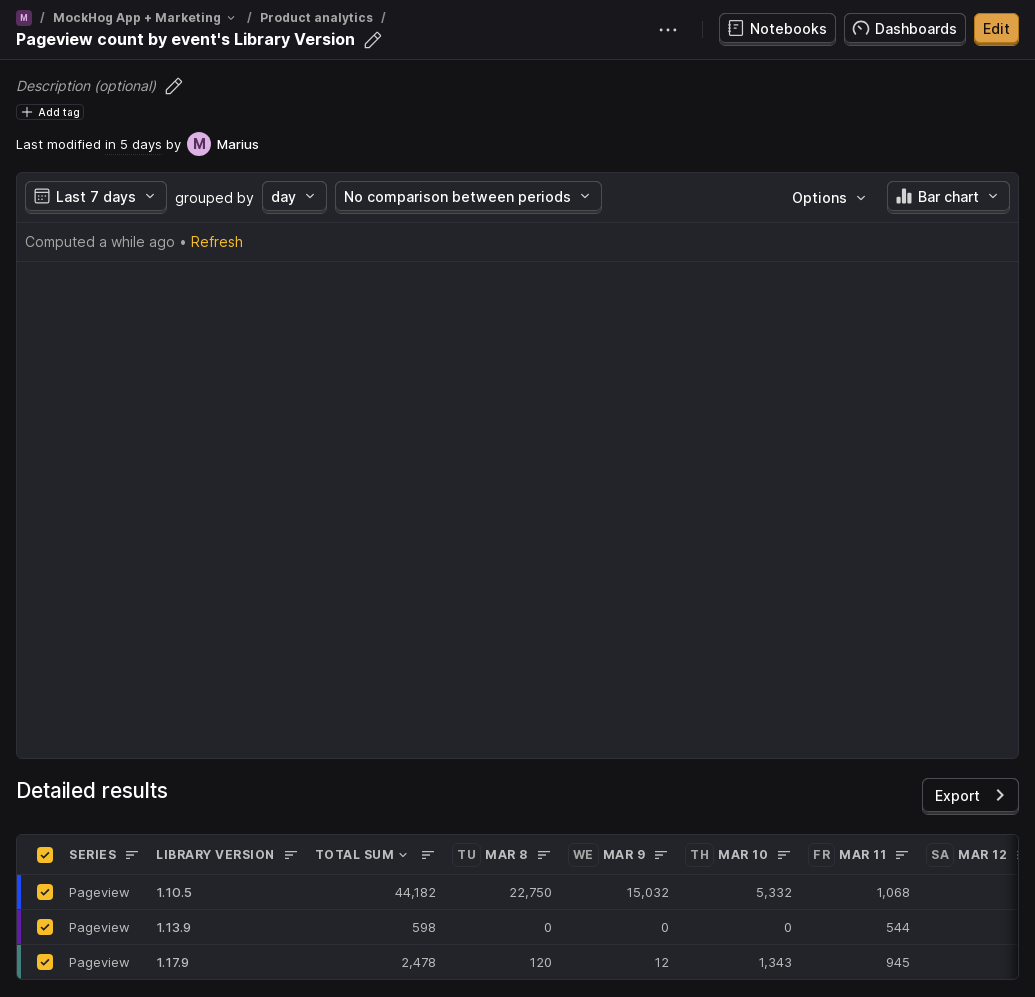 M / MockHog App + Marketing / Product analytics /
Pageview count by event's Library Version
Notebooks
Dashboards
Edit
Description (optional)
Add tag
Last modified in 5 days by M Marius
Last 7 days grouped by day No comparison between periods Options Bar chart
Computed a while ago • Refresh
Detailed results
Export
SERIES LIBRARY VERSION TOTAL SUM TU MAR 8 WE MAR 9 TH MAR 10 FR MAR 11 SA MAR 12
Pageview 1.10.5 44,182 22,750 15,032 5,332 1,068
Pageview 1.13.9 598 0 0 0 544
Pageview 1.17.9 2,478 120 12 1,343 945